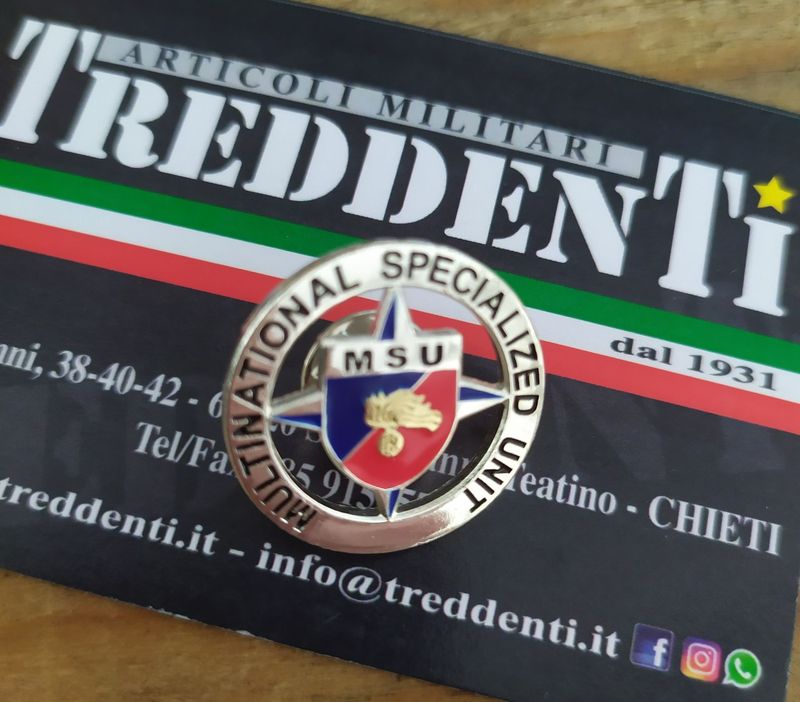 ARTICOLI MILITARI
TREDDENTi
dal 1931
38-40-42 -
Tel/Fa
Teatino - CHIETI
treddenti.it - info@treddenti.it
MULTINATIONAL SPECIALIZED UNIT
MSU